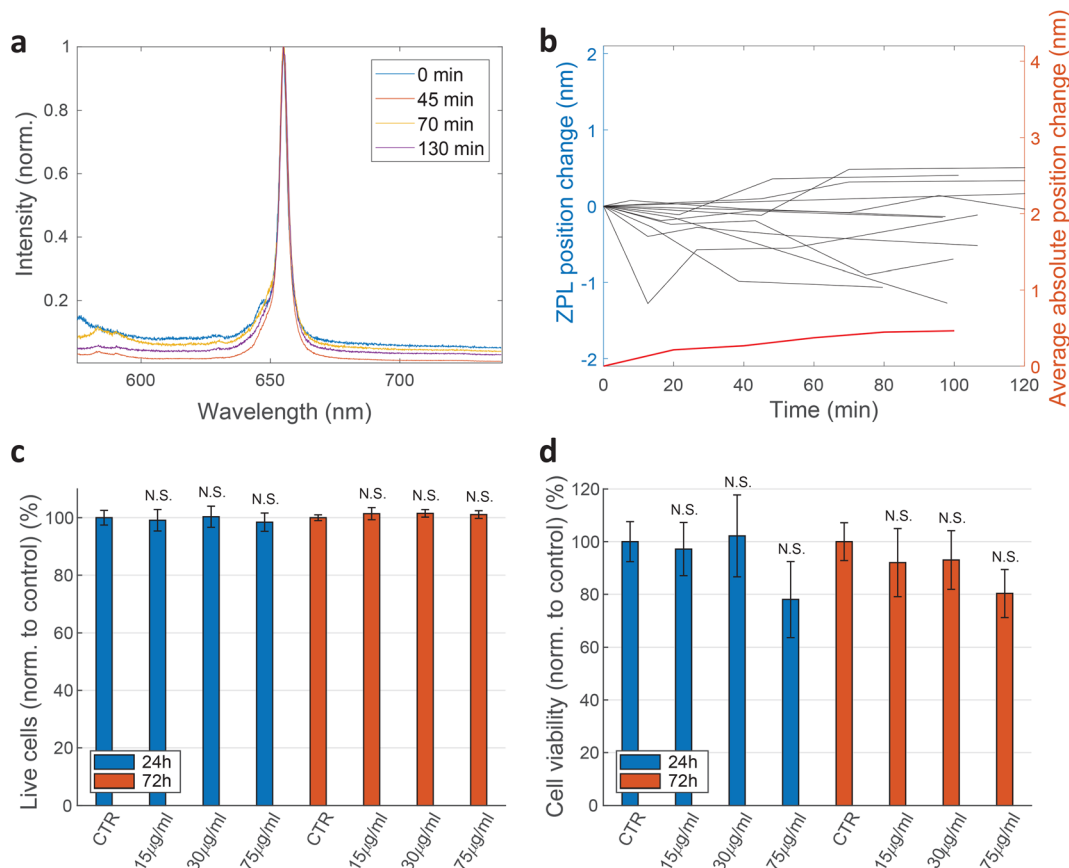 a
Intensity (norm.)
1
0.8
0.6
0.4
0.2
600
650
700
Wavelength (nm)
0 min
45 min
70 min
130 min
b
ZPL position change (nm)
2
1
0
-1
-2
0
20
40
60
80
100
120
Time (min)
4
3
2
1
0
Average absolute position change (nm)
c
Live cells (norm. to control) (%)
100
80
60
40
20
0
N.S.
N.S.
N.S.
N.S.
N.S.
N.S.
24h
72h
CTR
15μg/ml
30μg/ml
75μg/ml
CTR
15μg/ml
30μg/ml
75μg/ml
d
Cell viability (norm. to control) (%)
120
100
80
60
40
20
0
N.S.
N.S.
N.S.
N.S.
N.S.
N.S.
24h
72h
CTR
15μg/ml
30μg/ml
75μg/ml
CTR
15μg/ml
30μg/ml
75μg/ml